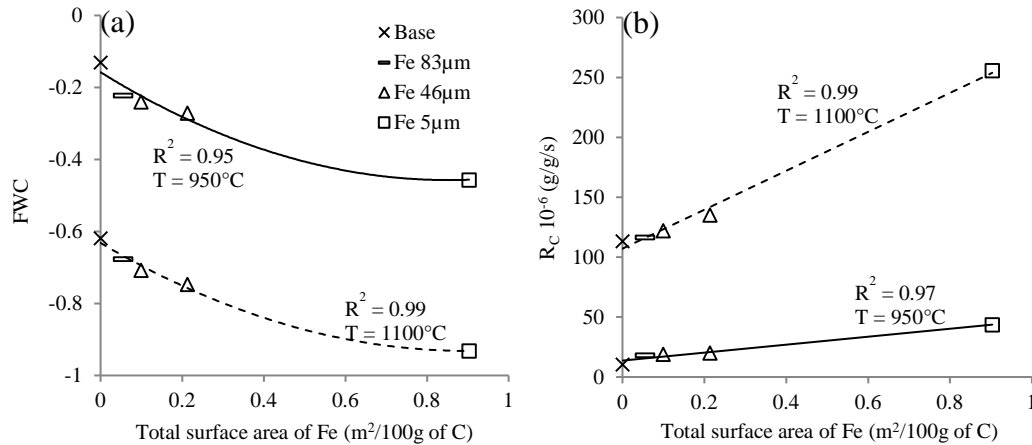 (a)
0
-0.2
-0.4
-0.6
-0.8
-1
FWC
Base
Fe 83µm
Fe 46µm
Fe 5µm
R² = 0.95
T = 950°C
R² = 0.99
T = 1100°C
0 0.2 0.4 0.6 0.8 1
Total surface area of Fe (m²/100g of C)
(b)
300
250
200
150
100
50
0
R_C 10⁻⁶ (g/g/s)
R² = 0.99
T = 1100°C
R² = 0.97
T = 950°C
0 0.2 0.4 0.6 0.8 1
Total surface area of Fe (m²/100g of C)